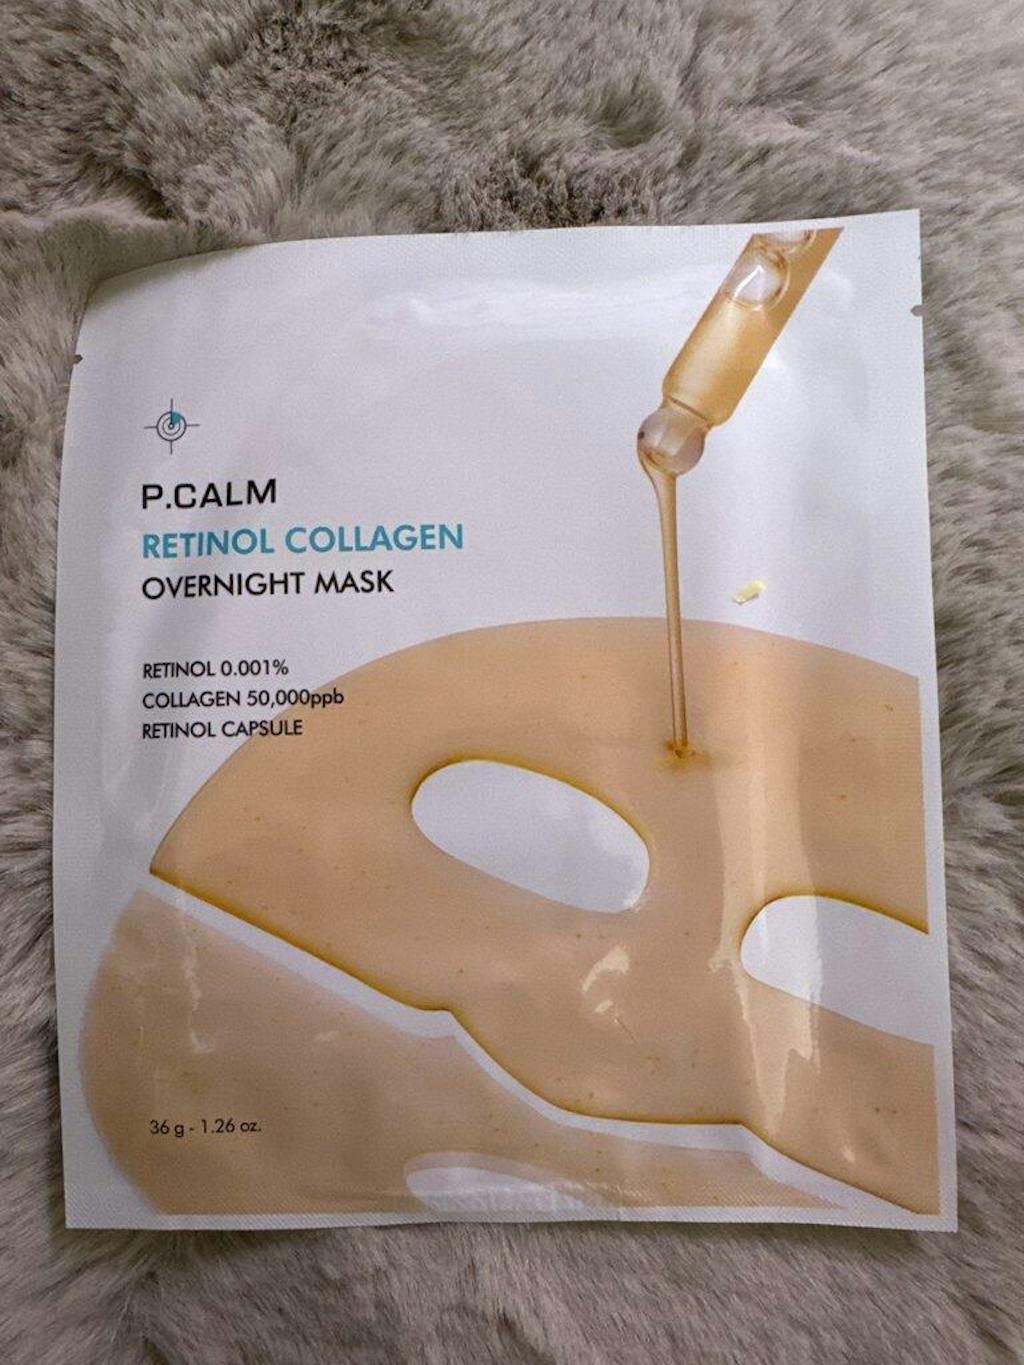 P.CALM
RETINOL COLLAGEN
OVERNIGHT MASK
RETINOL 0.001%
COLLAGEN 50,000ppb
RETINOL CAPSULE
36 g - 1.26 oz.